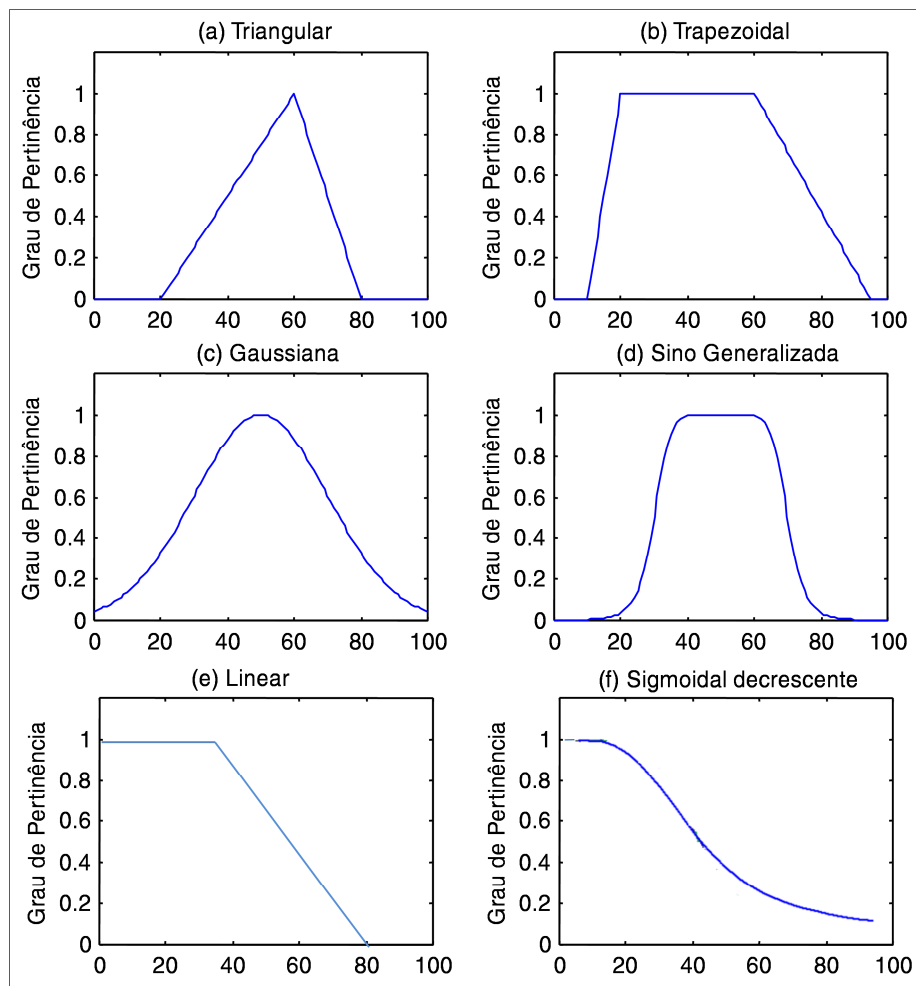 (a) Triangular
Grau de Pertinência
1
0.8
0.6
0.4
0.2
0
0 20 40 60 80 100
(b) Trapezoidal
Grau de Pertinência
1
0.8
0.6
0.4
0.2
0
0 20 40 60 80 100
(c) Gaussiana
Grau de Pertinência
1
0.8
0.6
0.4
0.2
0
0 20 40 60 80 100
(d) Sino Generalizada
Grau de Pertinência
1
0.8
0.6
0.4
0.2
0
0 20 40 60 80 100
(e) Linear
Grau de Pertinência
1
0.8
0.6
0.4
0.2
0
0 20 40 60 80 100
(f) Sigmoidal decrescente
Grau de Pertinência
1
0.8
0.6
0.4
0.2
0
0 20 40 60 80 100